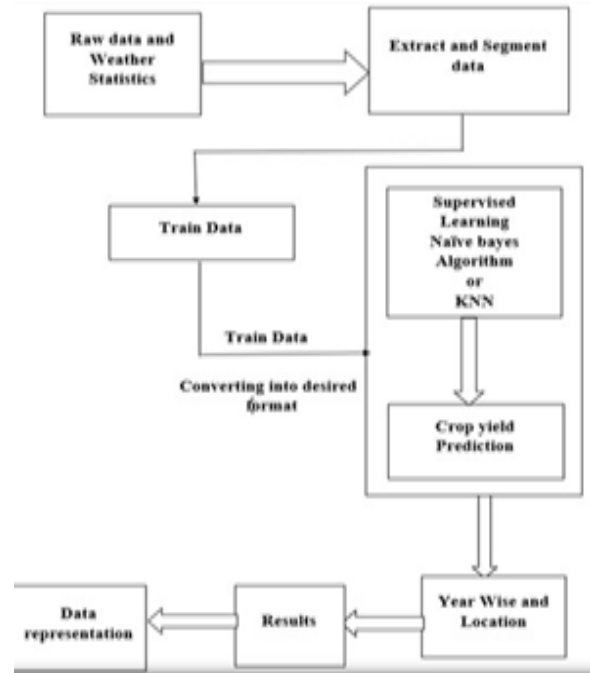 Raw data and
Weather
Statistics
Extract and Segment
data
Train Data
Supervised
Learning
Naïve bayes
Algorithm
or
KNN
Train Data
Converting into desired
format
Crop yield
Prediction
Year Wise and
Location
Results
Data
representation